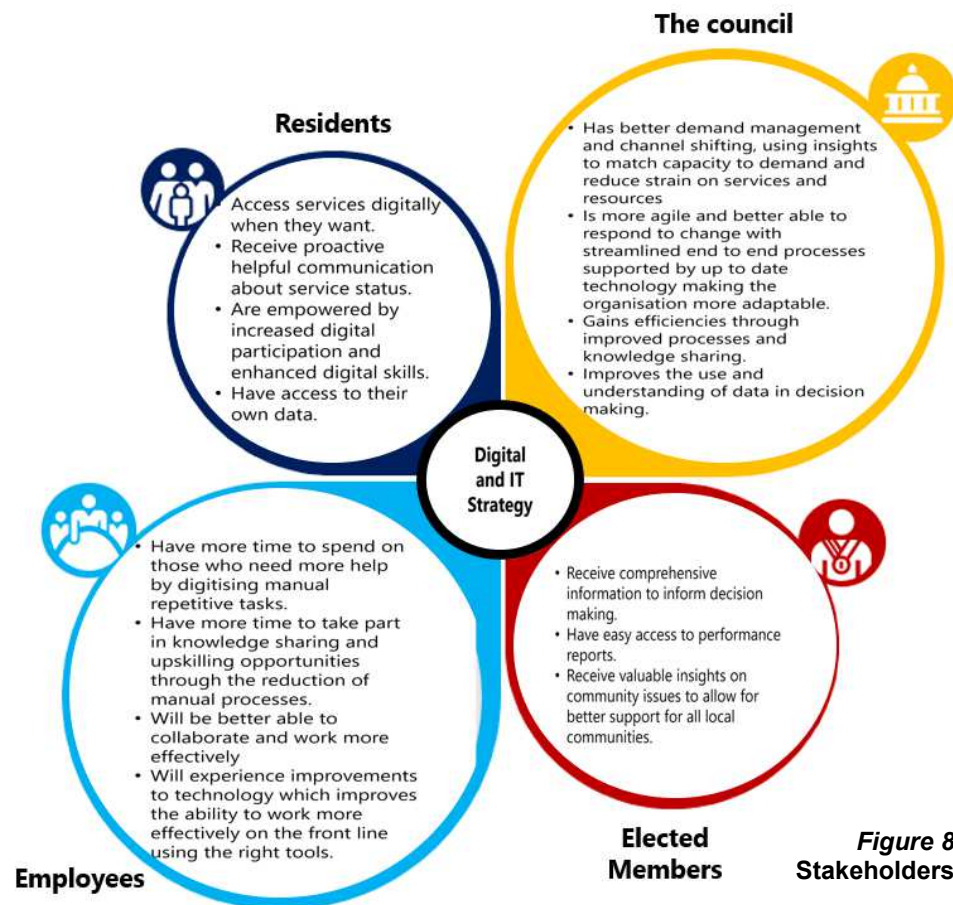 The council
• Has better demand management
and channel shifting, using insights
to match capacity to demand and
reduce strain on services and
resources
• Is more agile and better able to
respond to change with
streamlined end to end processes
supported by up to date
technology making the
organisation more adaptable.
• Gains efficiencies through
improved processes and
knowledge sharing.
• Improves the use and
understanding of data in decision
making.
Residents
• Access services digitally
when they want.
• Receive proactive
helpful communication
about service status.
• Are empowered by
increased digital
participation and
enhanced digital skills.
• Have access to their
own data.
Digital
and IT
Strategy
• Have more time to spend on
those who need more help
by digitising manual
repetitive tasks.
• Have more time to take part
in knowledge sharing and
upskilling opportunities
through the reduction of
manual processes.
• Will be better able to
collaborate and work more
effectively
• Will experience improvements
to technology which improves
the ability to work more
effectively on the front line
using the right tools.
Employees
• Receive comprehensive
information to inform decision
making.
• Have easy access to performance
reports.
• Receive valuable insights on
community issues to allow for
better support for all local
communities.
Elected
Members
Figure 8
Stakeholders